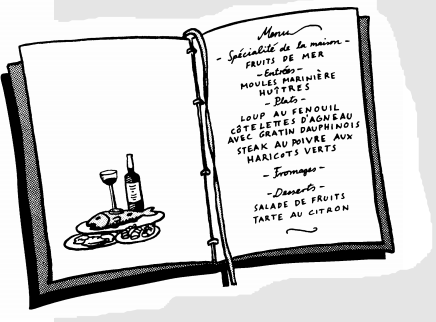 Menu
- Spécialité de la maison -
FRUITS DE MER
- Entrées -
MOULES MARINIÈRE
HUÎTRES
- Plats -
LOUP AU FENOUIL
CÔTELETTES D'AGNEAU
AVEC GRATIN DAUPHINOIS
STEAK AU POIVRE AUX
HARICOTS VERTS
- Fromages -
- Desserts -
SALADE DE FRUITS
TARTE AU CITRON